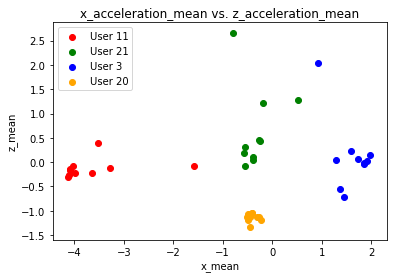 x_acceleration_mean vs. z_acceleration_mean
User 11
User 21
User 3
User 20
z_mean
2.5
2.0
1.5
1.0
0.5
0.0
−0.5
−1.0
−1.5
−4 −3 −2 −1 0 1 2
x_mean